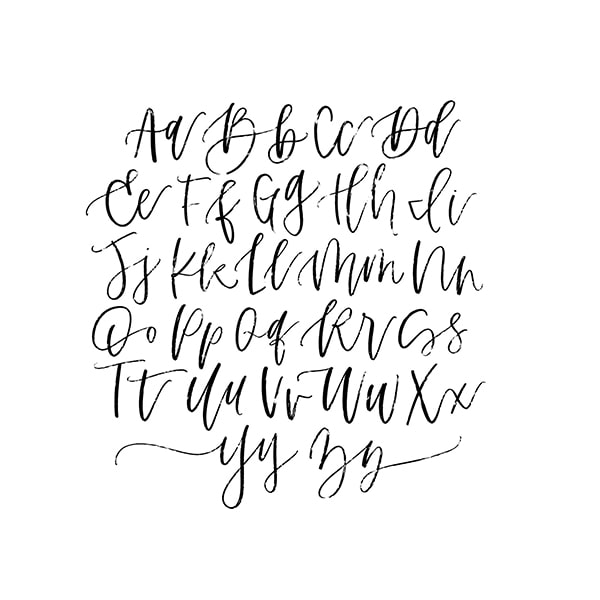 Aa Bb Cc Dd
Ee Ff Gg Hh Ii
Jj Kk Ll Mm Nn
Oo Pp Qq Rr Ss
Tt Uu Vv Ww Xx
Yy Zz